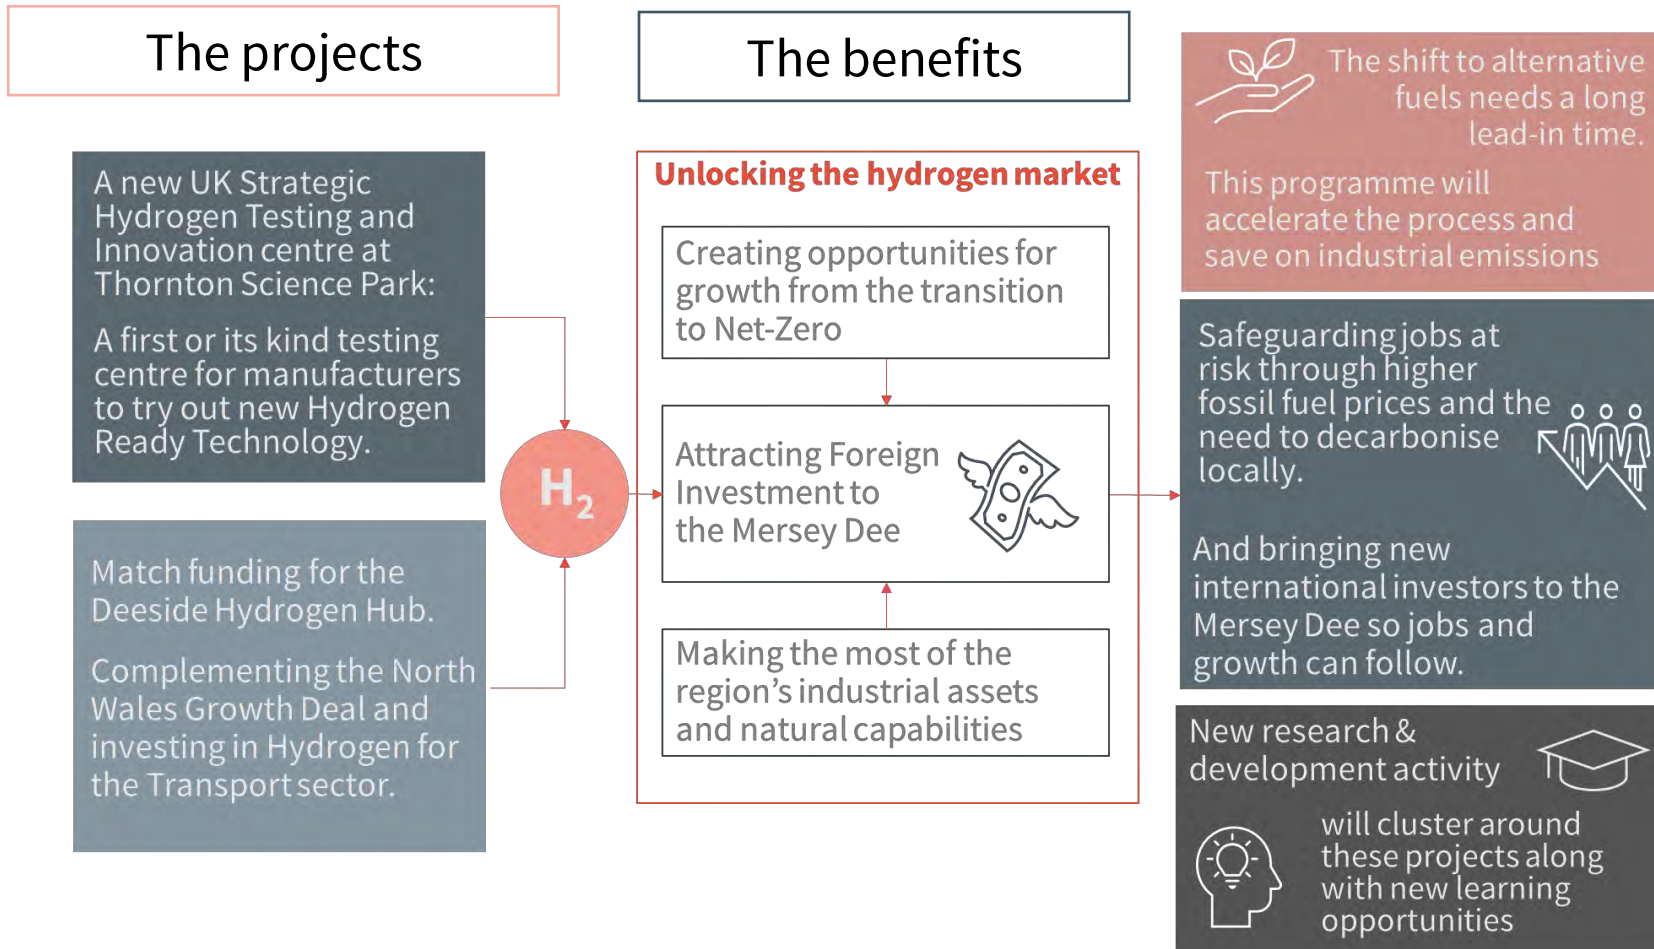 The projects
A new UK Strategic
Hydrogen Testing and
Innovation centre at
Thornton Science Park:
A first or its kind testing
centre for manufacturers
to try out new Hydrogen
Ready Technology.
Match funding for the
Deeside Hydrogen Hub.
Complementing the North
Wales Growth Deal and
investing in Hydrogen for
the Transport sector.
H2
The benefits
Unlocking the hydrogen market
Creating opportunities for
growth from the transition
to Net-Zero
Attracting Foreign
Investment to
the Mersey Dee
Making the most of the
region’s industrial assets
and natural capabilities
The shift to alternative
fuels needs a long
lead-in time.
This programme will
accelerate the process and
save on industrial emissions
Safeguarding jobs at
risk through higher
fossil fuel prices and the
need to decarbonise
locally.
And bringing new
international investors to the
Mersey Dee so jobs and
growth can follow.
New research &
development activity
will cluster around
these projects along
with new learning
opportunities